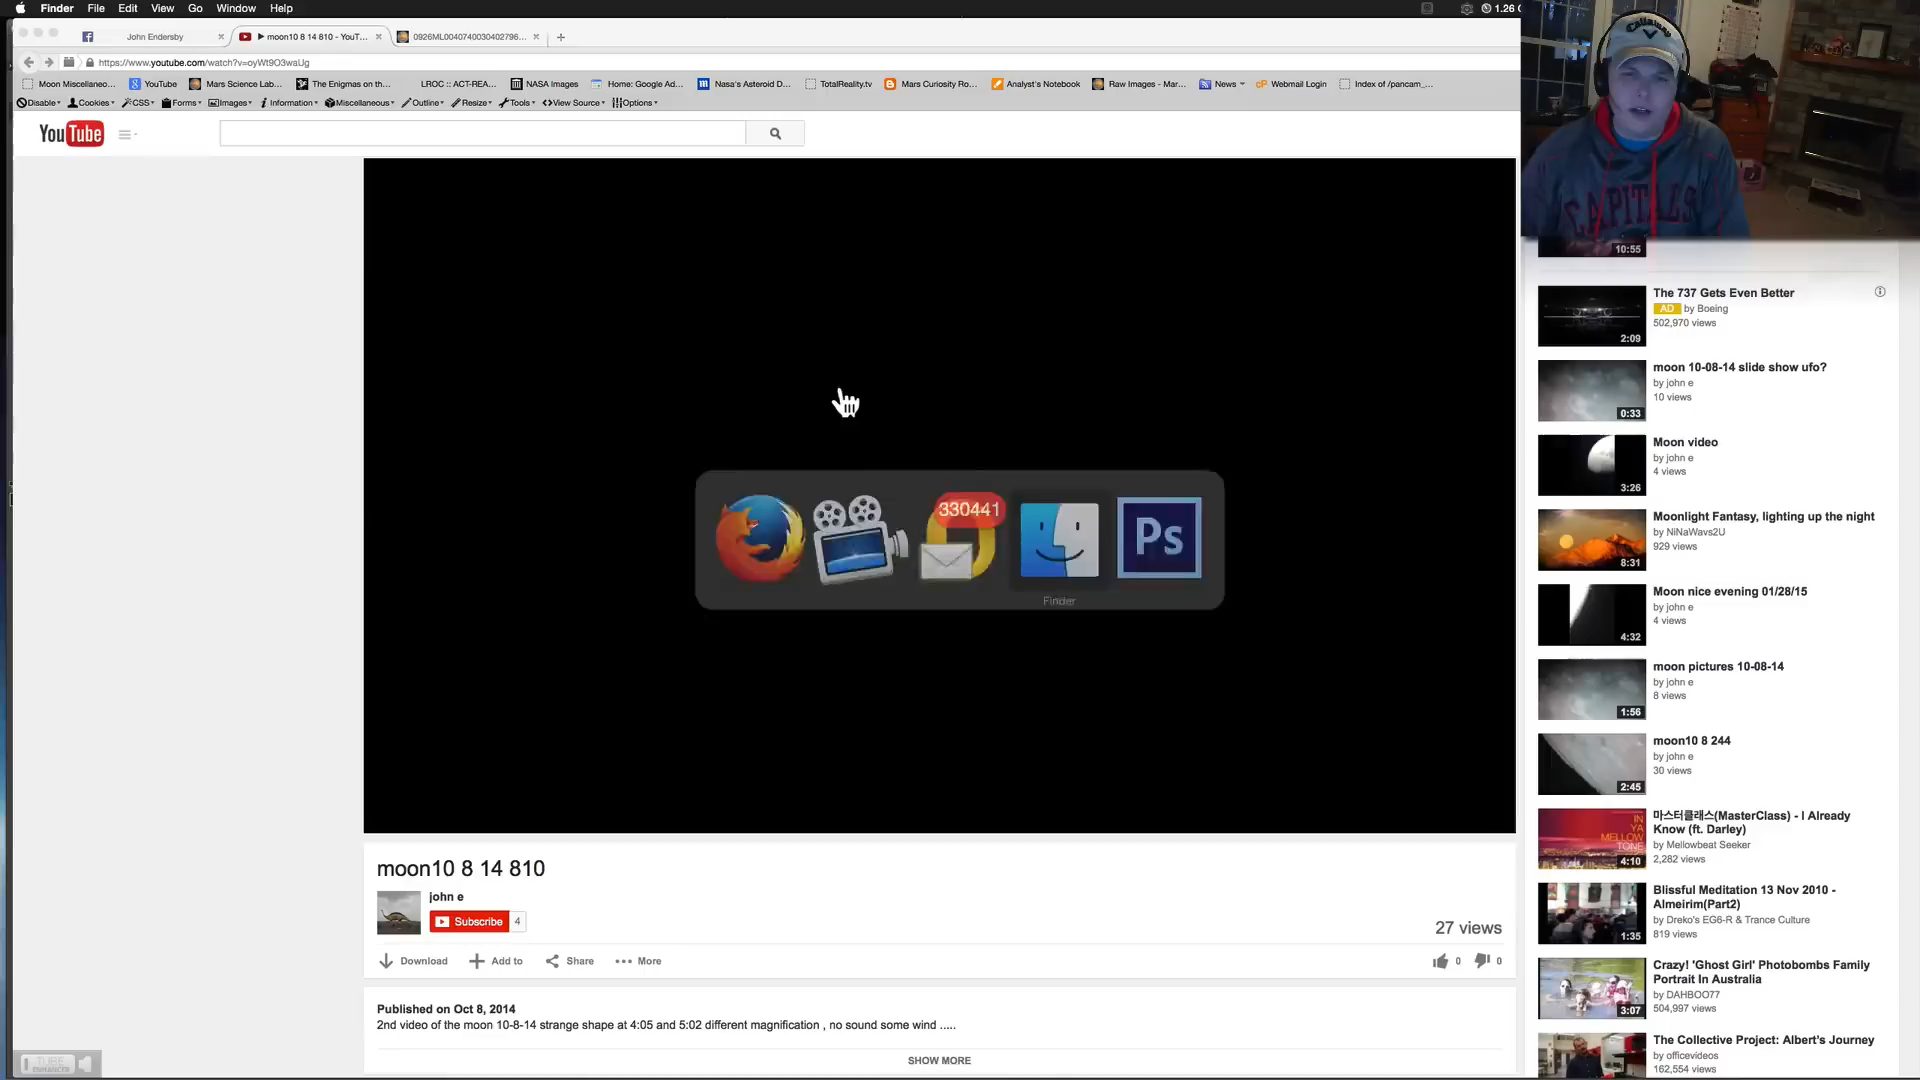 Finder File Edit View Go Window Help
1.26
John Endersby
moon10 8 14 810 - YouT...
0926ML0040740030402796...
https://www.youtube.com/watch?v=oyWt9O3waUg
Moon Miscellaneo...
YouTube
Mars Science Lab...
The Enigmas on th...
LROC :: ACT-REA...
NASA Images
Home: Google Ad...
Nasa's Asteroid D...
TotalReality.tv
Mars Curiosity Ro...
Analyst's Notebook
Raw Images - Mar...
News
Webmail Login
Index of /pancam_...
Disable Cookies CSS Forms Images Information Miscellaneous Outline Resize Tools View Source Options
YouTube
Callaway
CAPITALS
330441
Ps
Finder
moon10 8 14 810
john e
Subscribe 4
27 views
Download Add to Share More
0 0
Published on Oct 8, 2014
2nd video of the moon 10-8-14 strange shape at 4:05 and 5:02 different magnification , no sound some wind .....
SHOW MORE
TUBE
ENHANCER
10:55
The 737 Gets Even Better
AD by Boeing
502,970 views
2:09
moon 10-08-14 slide show ufo?
by john e
10 views
0:33
Moon video
by john e
4 views
3:26
Moonlight Fantasy, lighting up the night
by NiNaWavs2U
929 views
8:31
Moon nice evening 01/28/15
by john e
4 views
4:32
moon pictures 10-08-14
by john e
8 views
1:56
moon10 8 244
by john e
30 views
2:45
마스터클래스(MasterClass) - I Already
Know (ft. Darley)
by Mellowbeat Seeker
2,282 views
IN
YA
MELLOW
TONE
4:10
Blissful Meditation 13 Nov 2010 -
Almeirim(Part2)
by Dreko's EG6-R & Trance Culture
819 views
1:35
Crazy! 'Ghost Girl' Photobombs Family
Portrait In Australia
by DAHBOO77
504,997 views
3:07
The Collective Project: Albert's Journey
by officevideos
162,554 views